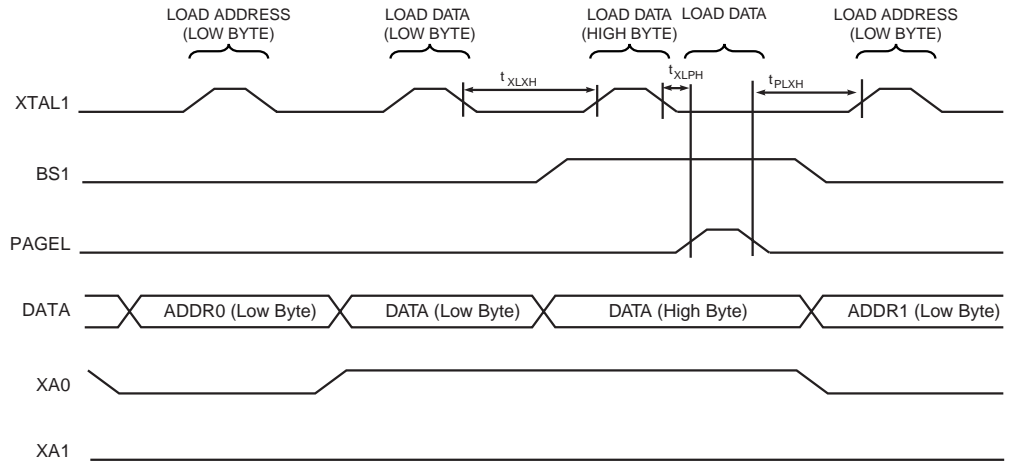 LOAD ADDRESS
(LOW BYTE)
LOAD DATA
(LOW BYTE)
LOAD DATA
(HIGH BYTE)
LOAD DATA
LOAD ADDRESS
(LOW BYTE)
t XLXH
tXLPH
tPLXH
XTAL1
BS1
PAGEL
DATA
ADDR0 (Low Byte)
DATA (Low Byte)
DATA (High Byte)
ADDR1 (Low Byte)
XA0
XA1